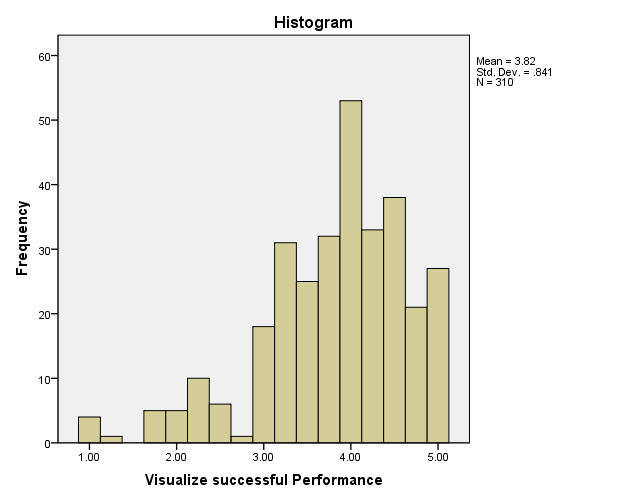 Histogram
Mean = 3.82
Std. Dev. = .841
N = 310
Frequency
60
50
40
30
20
10
0
1.00 2.00 3.00 4.00 5.00
Visualize successful Performance